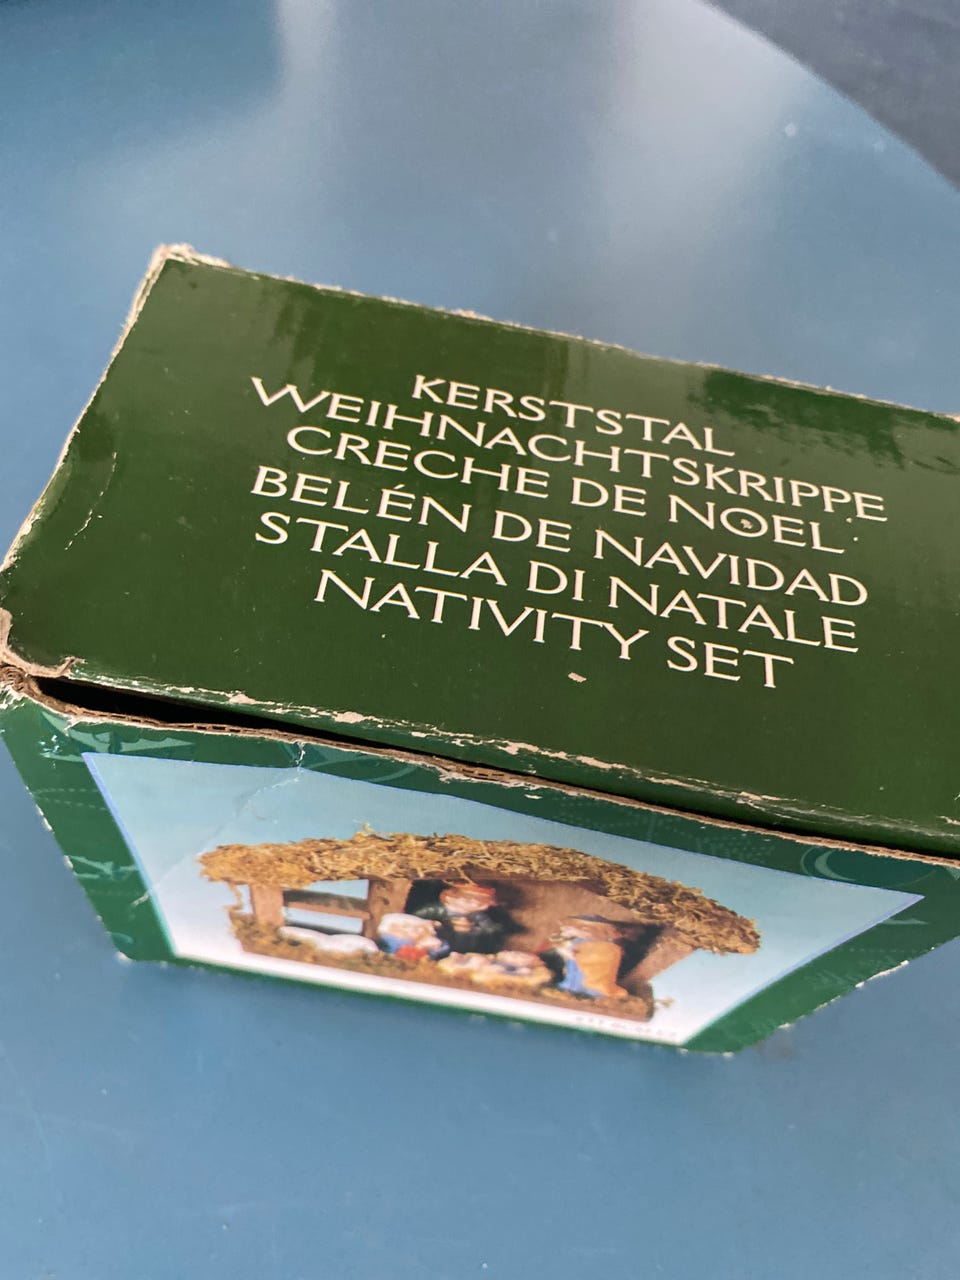 KERSTSTAL
WEIHNACHTSKRIPPE
CRECHE DE NOEL
BELÉN DE NAVIDAD
STALLA DI NATALE
NATIVITY SET